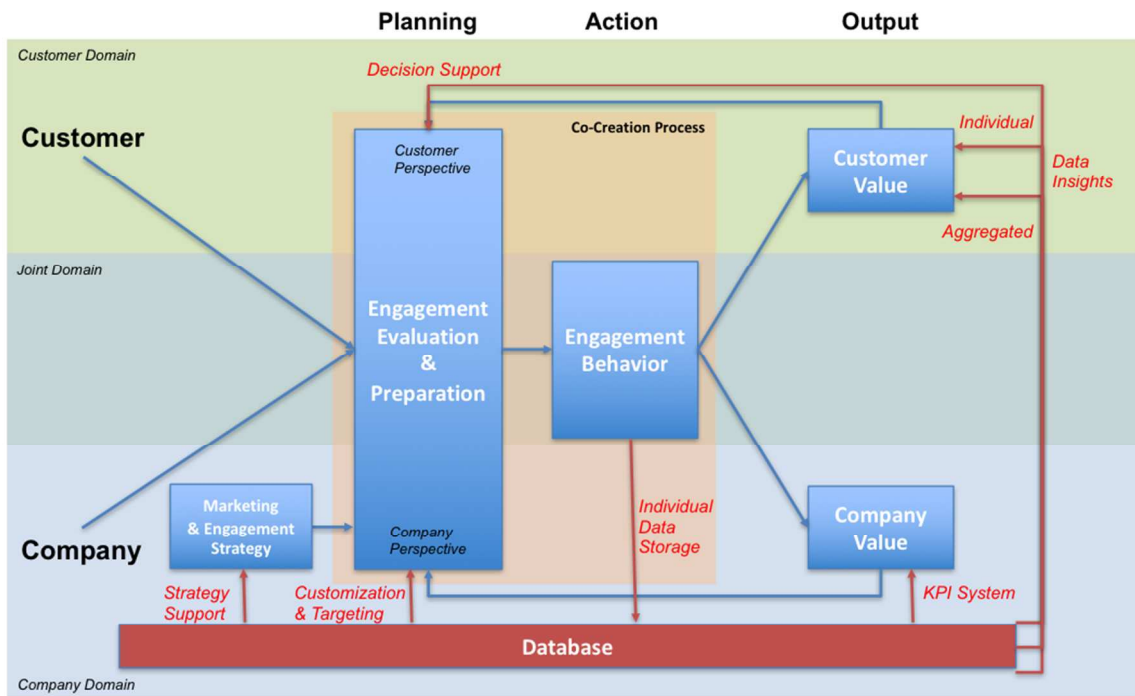 Planning Action Output
Customer Domain
Decision Support
Co-Creation Process
Customer
Customer
Perspective
Customer
Value
Individual
Data
Insights
Aggregated
Joint Domain
Engagement
Evaluation
&
Preparation
Engagement
Behavior
Marketing
& Engagement
Strategy
Company
Company
Perspective
Individual
Data
Storage
Company
Value
Strategy
Support
Customization
& Targeting
KPI System
Database
Company Domain